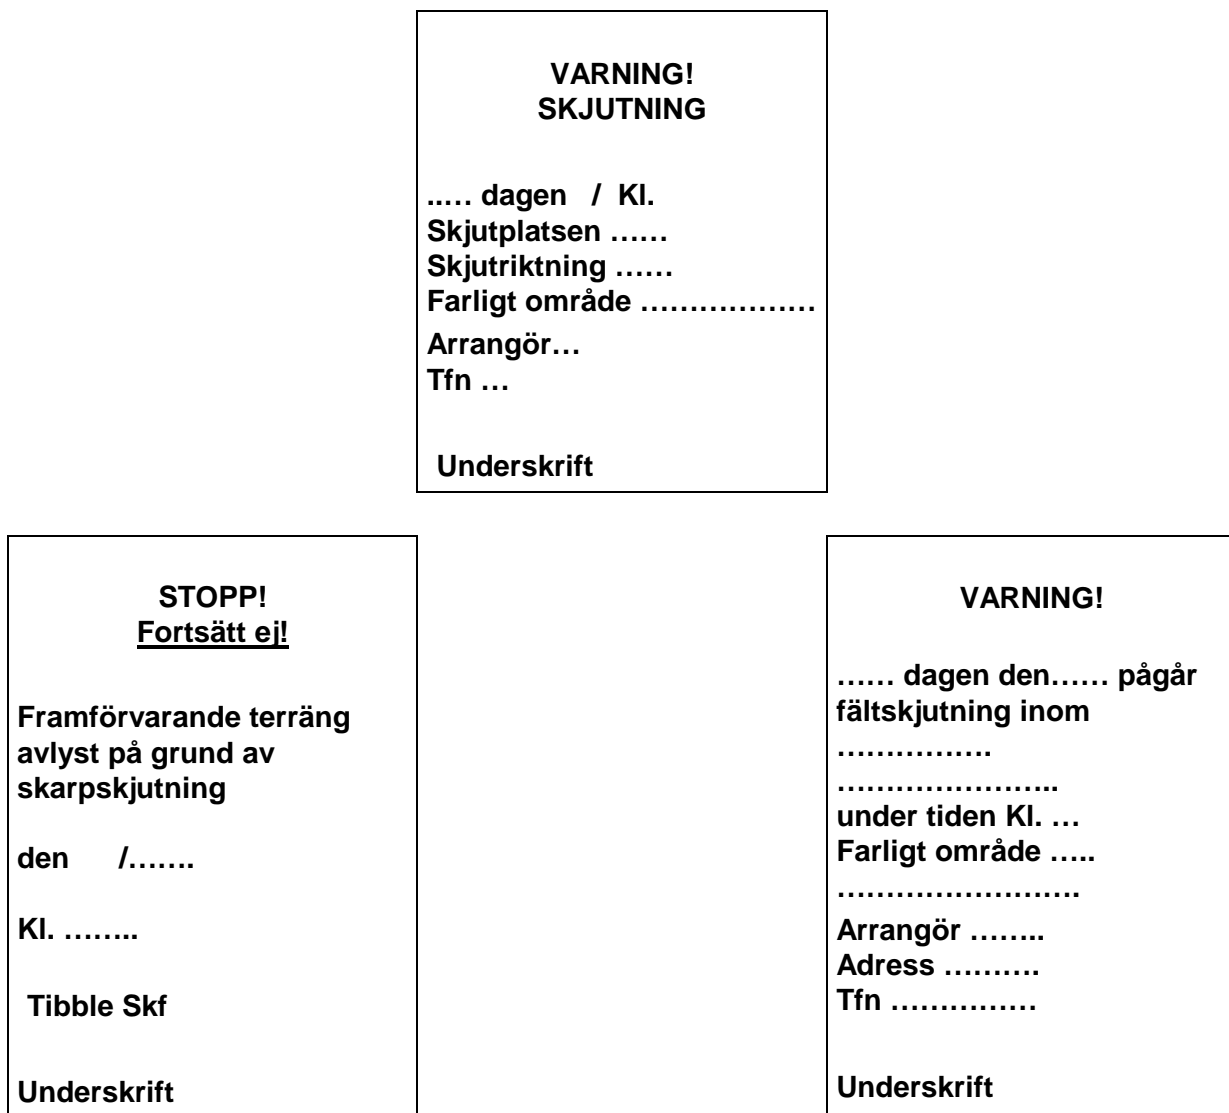 VARNING!
SKJUTNING
..… dagen / Kl.
Skjutplatsen ……
Skjutriktning ……
Farligt område ………………
Arrangör…
Tfn …
Underskrift
STOPP!
Fortsätt ej!
Framförvarande terräng
avlyst på grund av
skarpskjutning
den /…….
Kl. ……..
Tibble Skf
Underskrift
VARNING!
…… dagen den…… pågår
fältskjutning inom
…………….
…………………..
under tiden Kl. …
Farligt område …..
…………………….
Arrangör ……..
Adress ……….
Tfn ……………
Underskrift